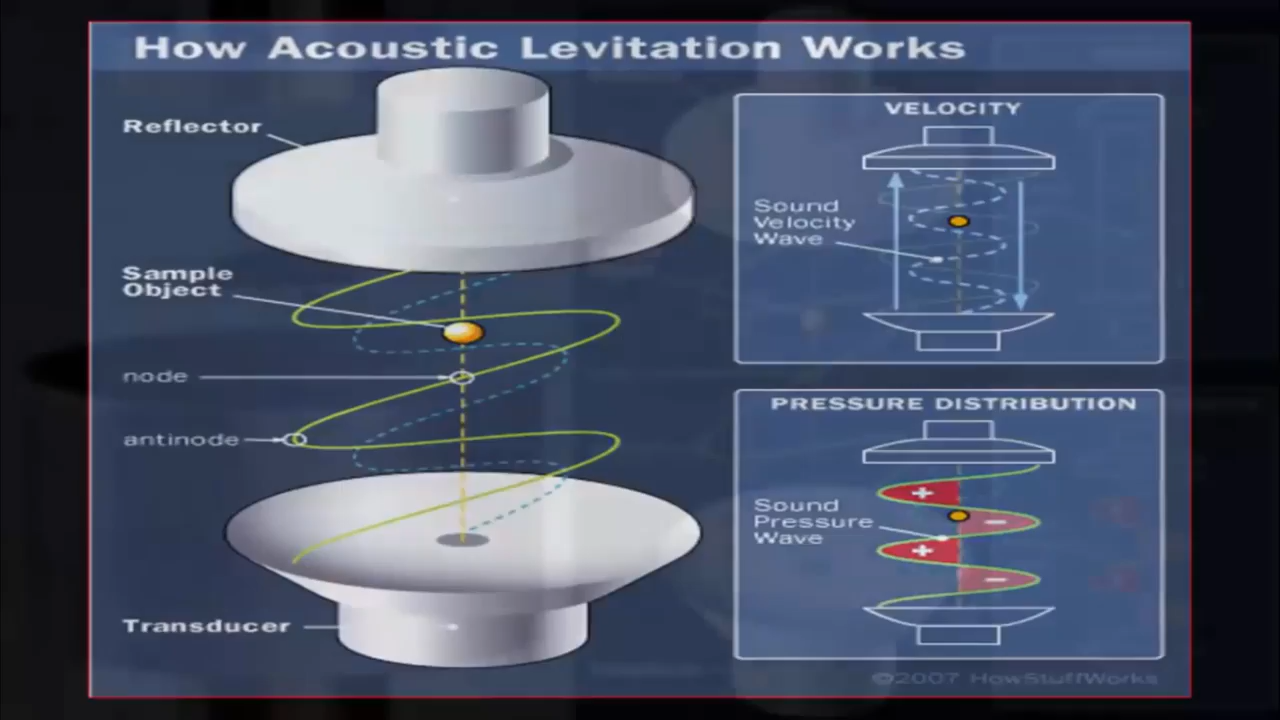 How Acoustic Levitation Works
Reflector
Sample
Object
node
antinode
Transducer
VELOCITY
Sound
Velocity
Wave
PRESSURE DISTRIBUTION
+
−
Sound
Pressure
Wave
+
−
©2007 HowStuffWorks